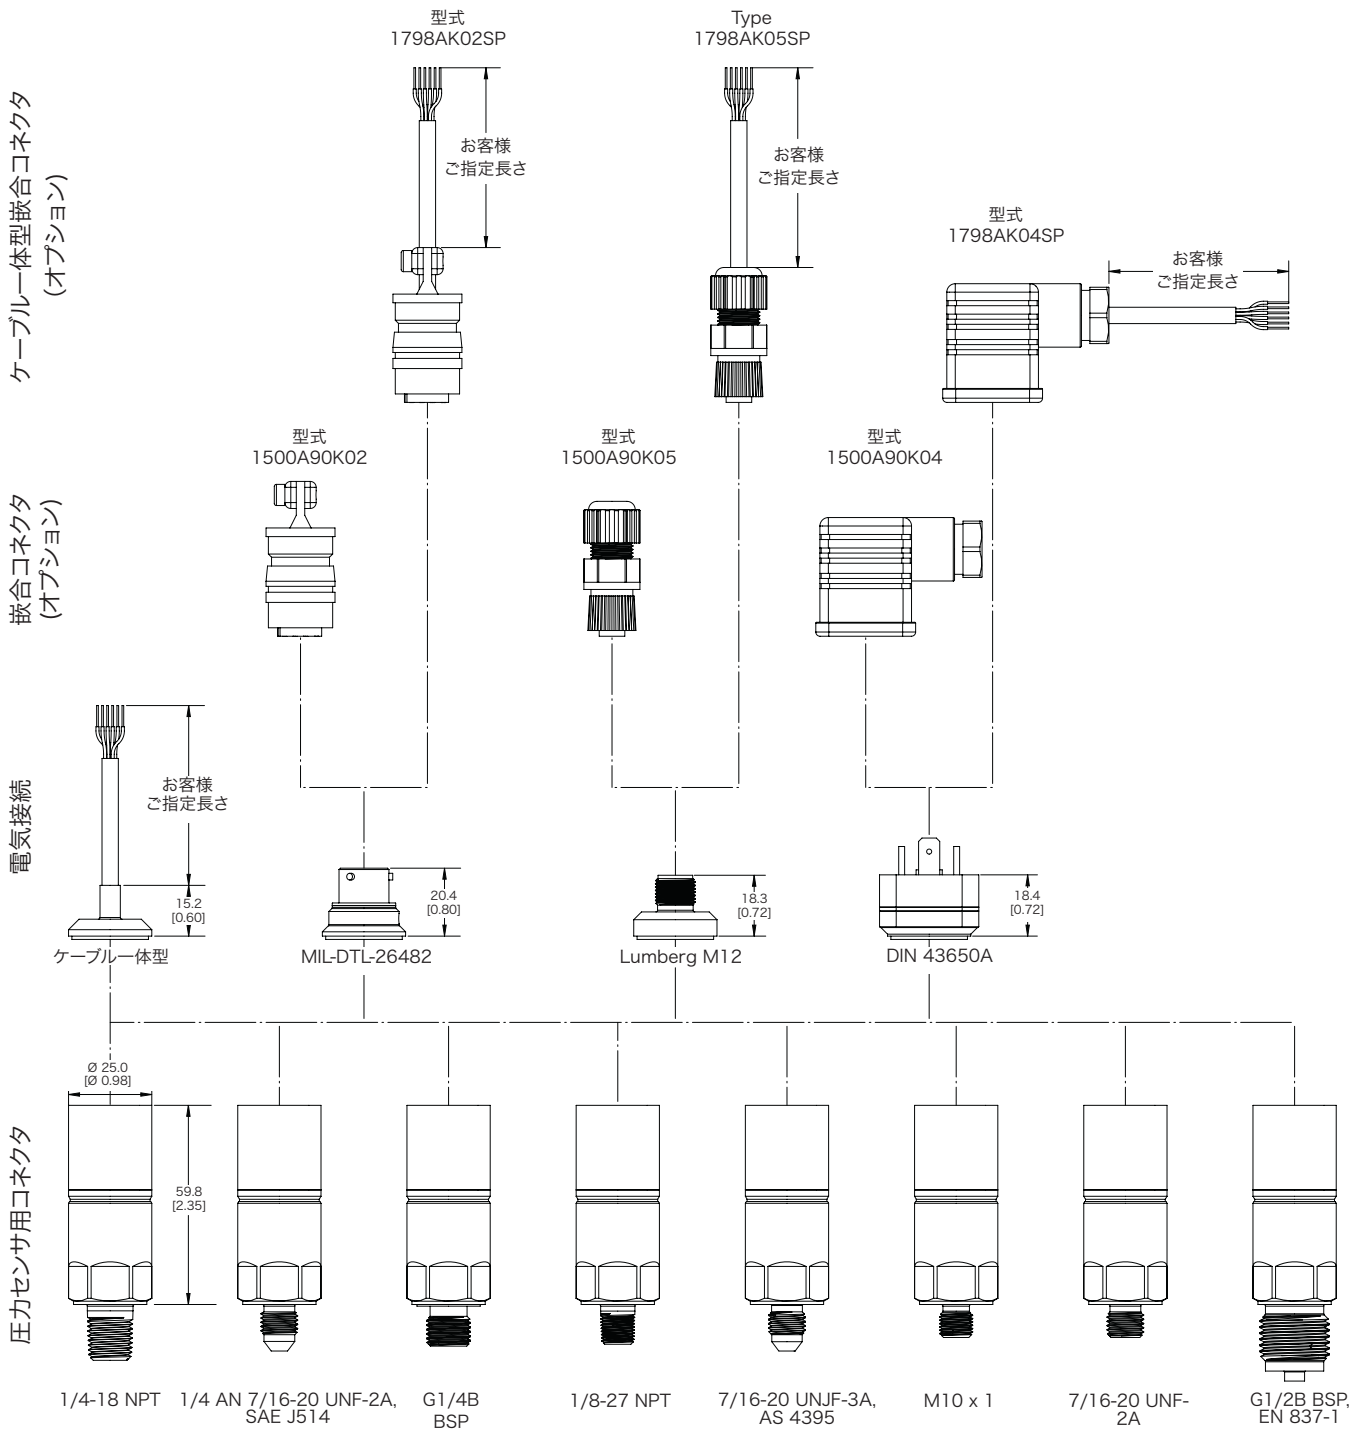 型式
1798AK02SP
Type
1798AK05SP
ケーブル一体型嵌合コネクタ
(オプション)
お客様
ご指定長さ
お客様
ご指定長さ
型式
1798AK04SP
お客様
ご指定長さ
嵌合コネクタ
(オプション)
型式
1500A90K02
型式
1500A90K05
型式
1500A90K04
電気接続
お客様
ご指定長さ
15.2
[0.60]
20.4
[0.80]
18.3
[0.72]
18.4
[0.72]
ケーブル一体型
MIL-DTL-26482
Lumberg M12
DIN 43650A
圧力センサ用コネクタ
Ø 25.0
[Ø 0.98]
59.8
[2.35]
1/4-18 NPT
1/4 AN 7/16-20 UNF-2A,
SAE J514
G1/4B
BSP
1/8-27 NPT
7/16-20 UNJF-3A,
AS 4395
M10 x 1
7/16-20 UNF-
2A
G1/2B BSP,
EN 837-1